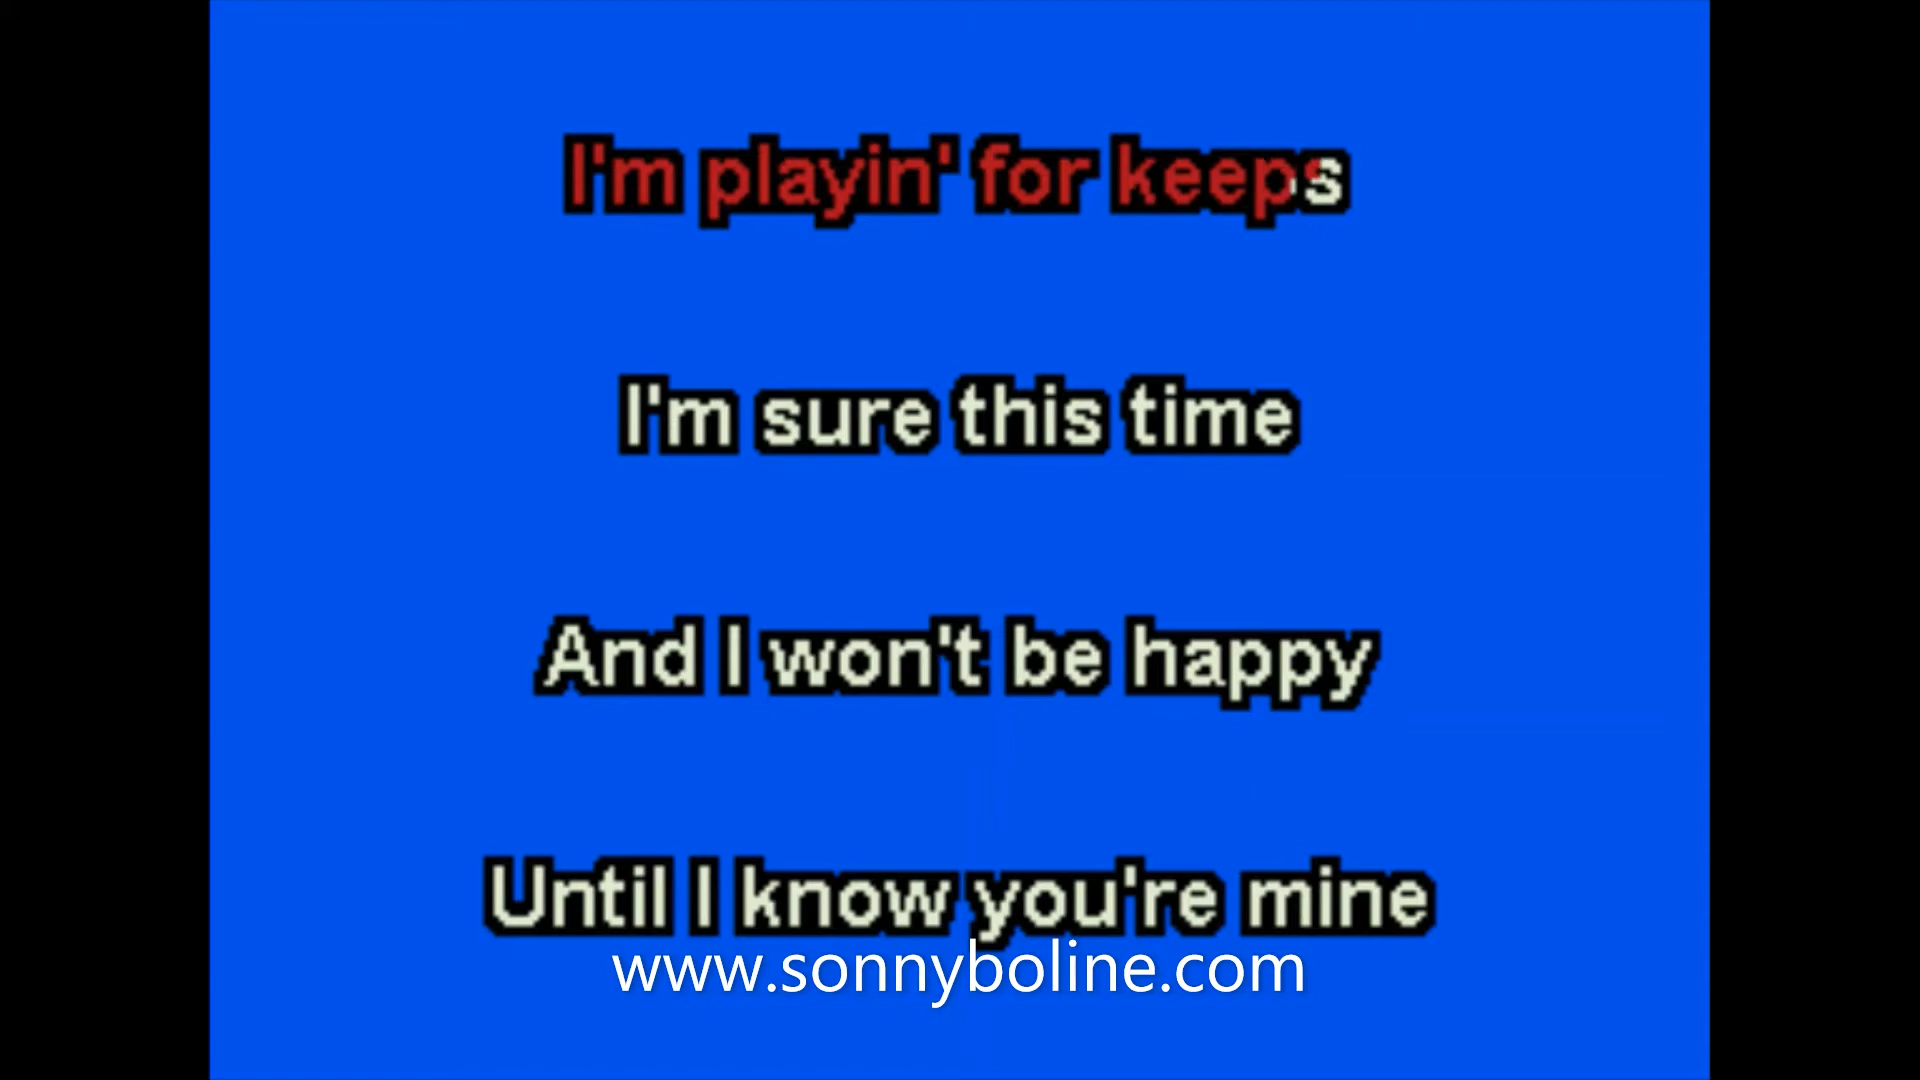 I'm playin' for keeps
I'm sure this time
And I won't be happy
Until I know you're mine
www.sonnyboline.com